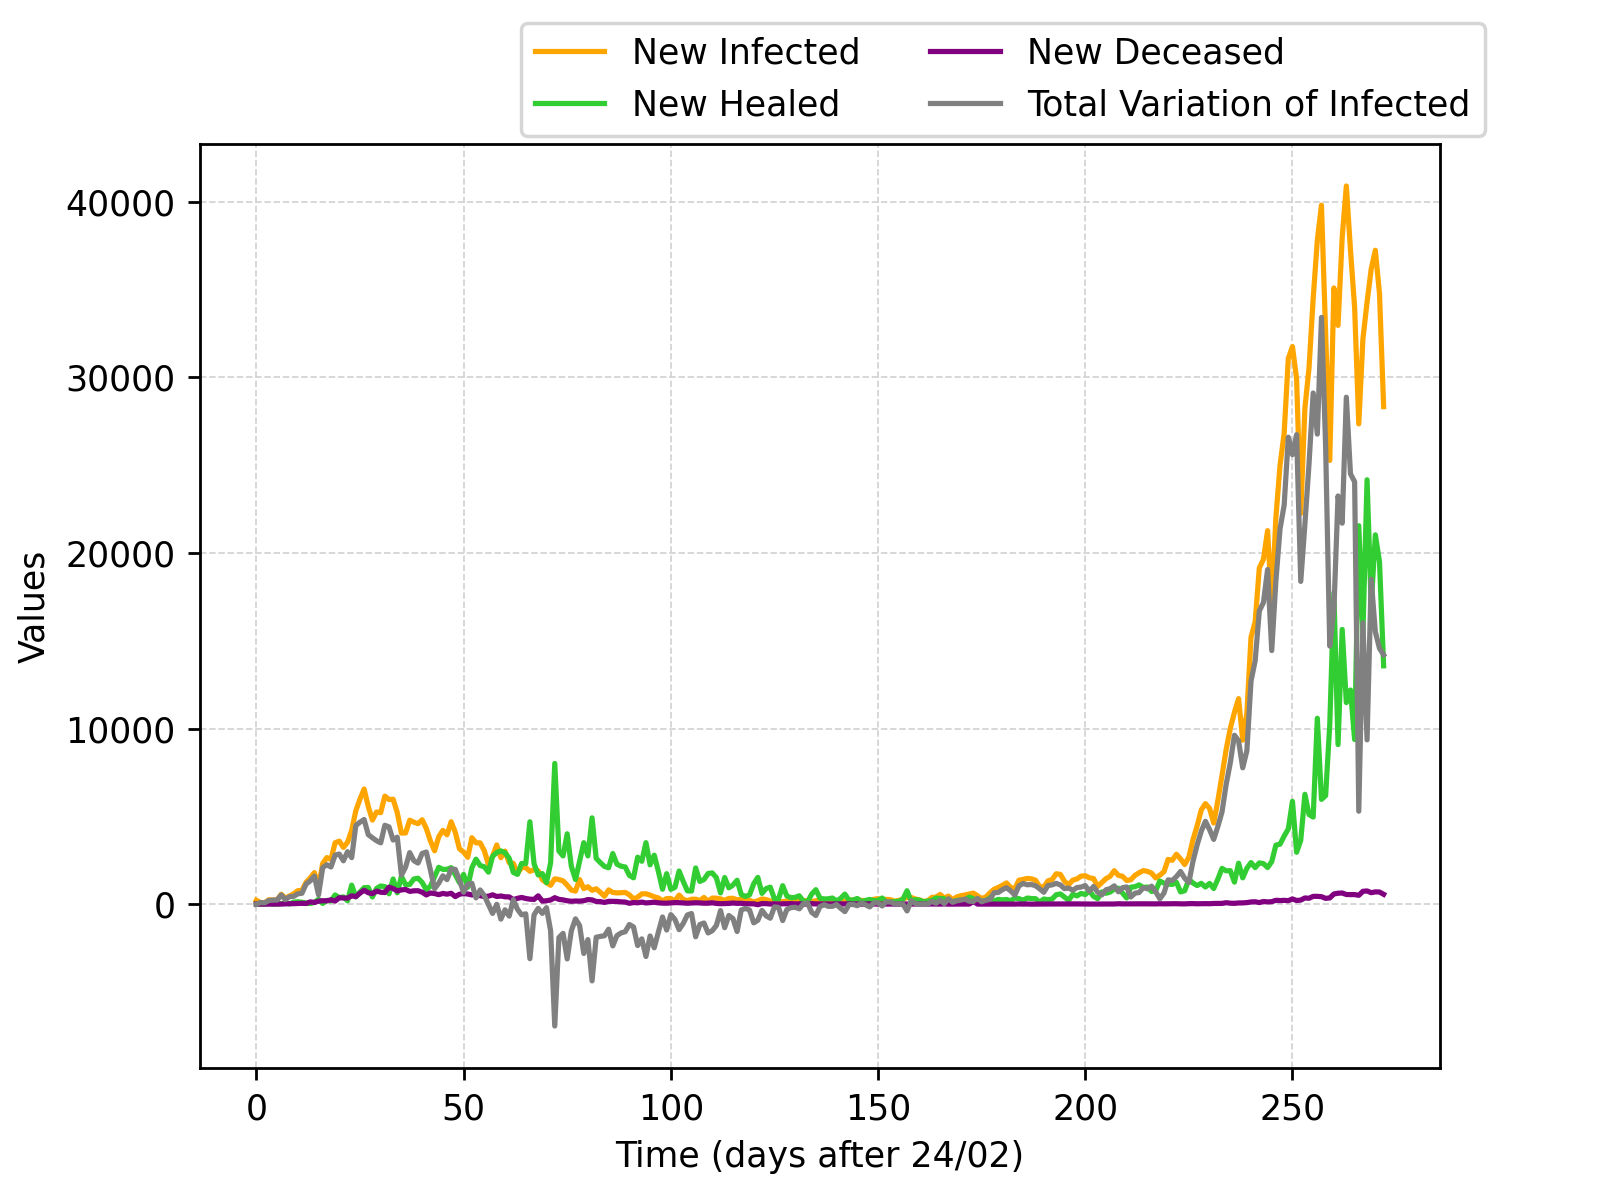 New Infected
New Healed
New Deceased
Total Variation of Infected
40000
30000
20000
10000
0
Values
0 50 100 150 200 250
Time (days after 24/02)